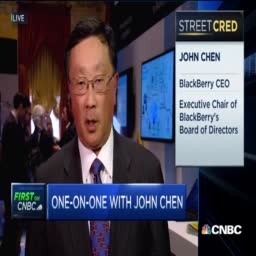 LIVE
STREETCRED
JOHN CHEN
BlackBerry CEO
Executive Chair of
BlackBerry's
Board of Directors
FIRST
on
CNBC
ONE-ON-ONE WITH JOHN CHEN
CNBC